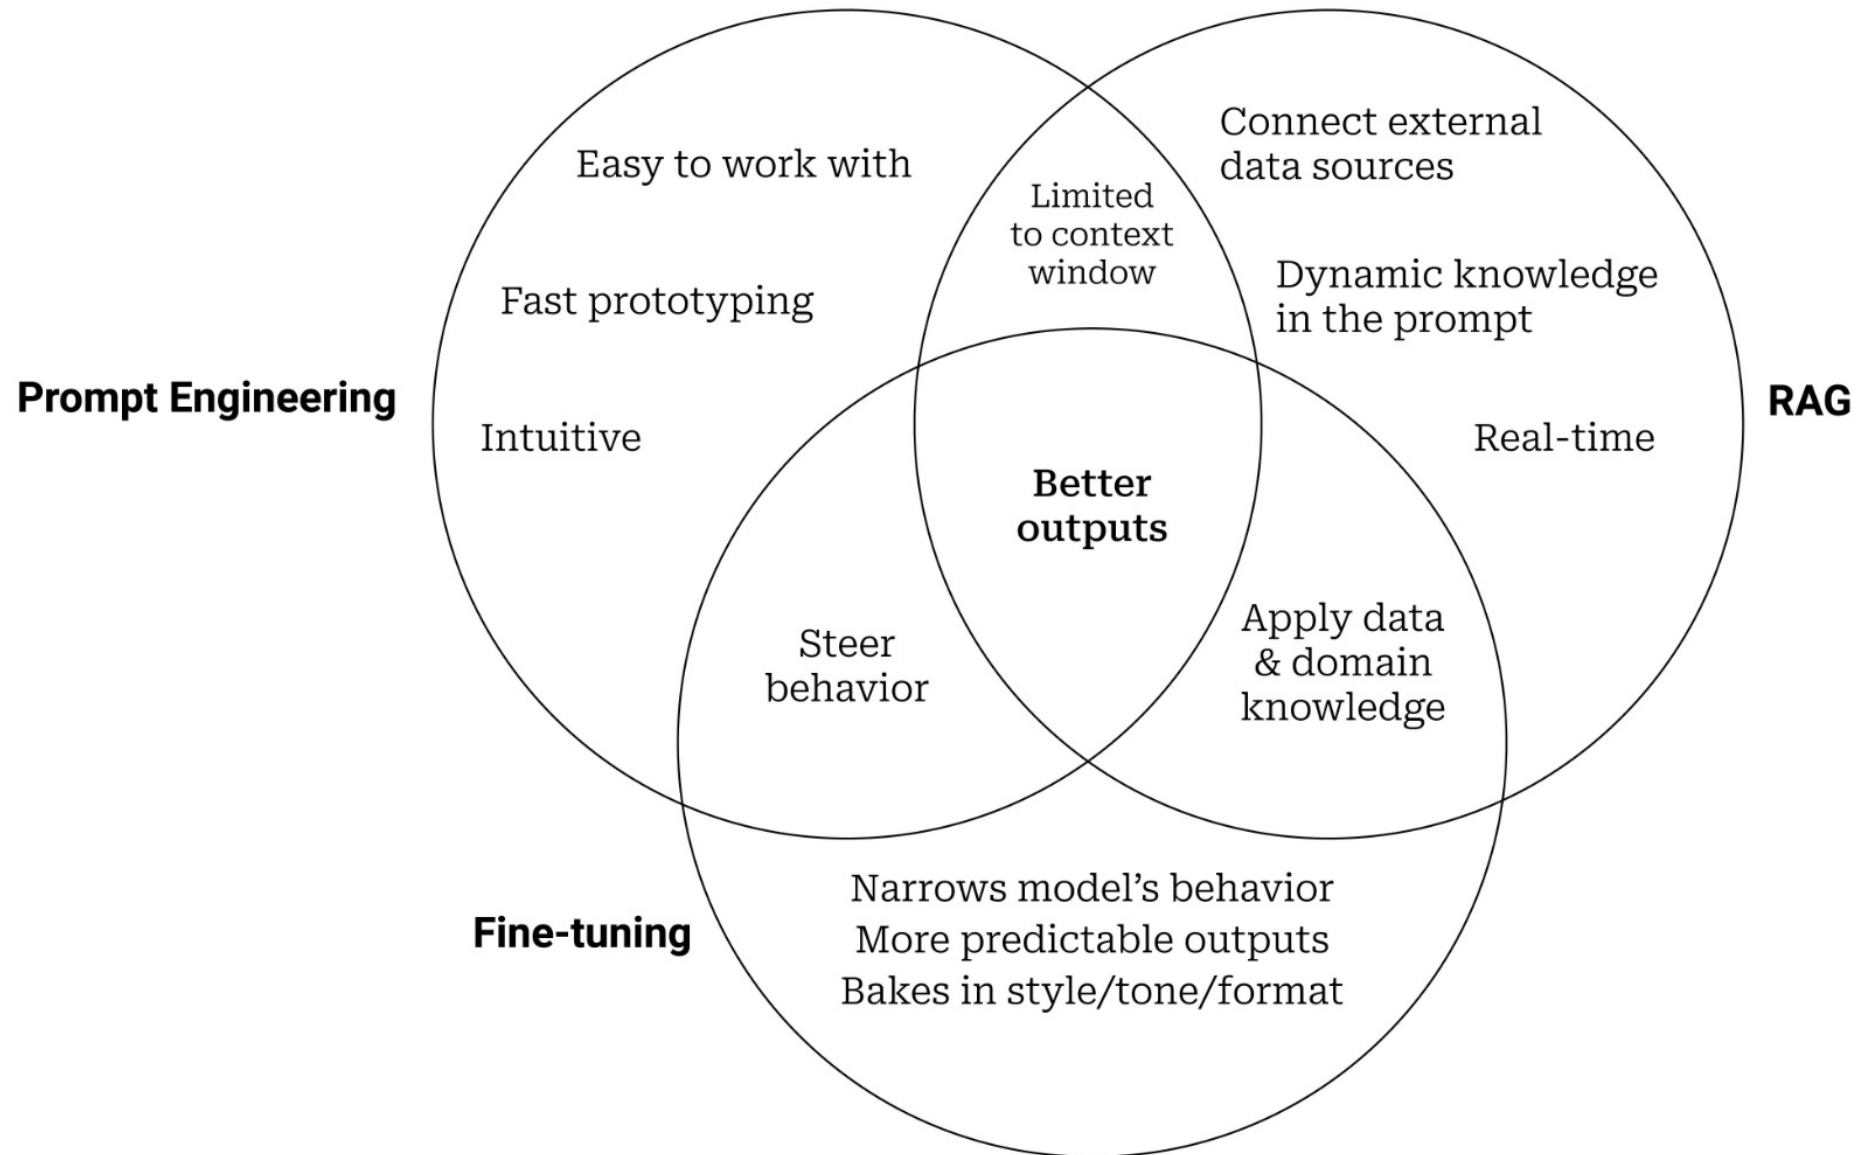 Easy to work with
Fast prototyping
Intuitive
Prompt Engineering
Limited
to context
window
Connect external
data sources
Dynamic knowledge
in the prompt
Real-time
RAG
Better
outputs
Steer
behavior
Apply data
& domain
knowledge
Fine-tuning
Narrows model’s behavior
More predictable outputs
Bakes in style/tone/format